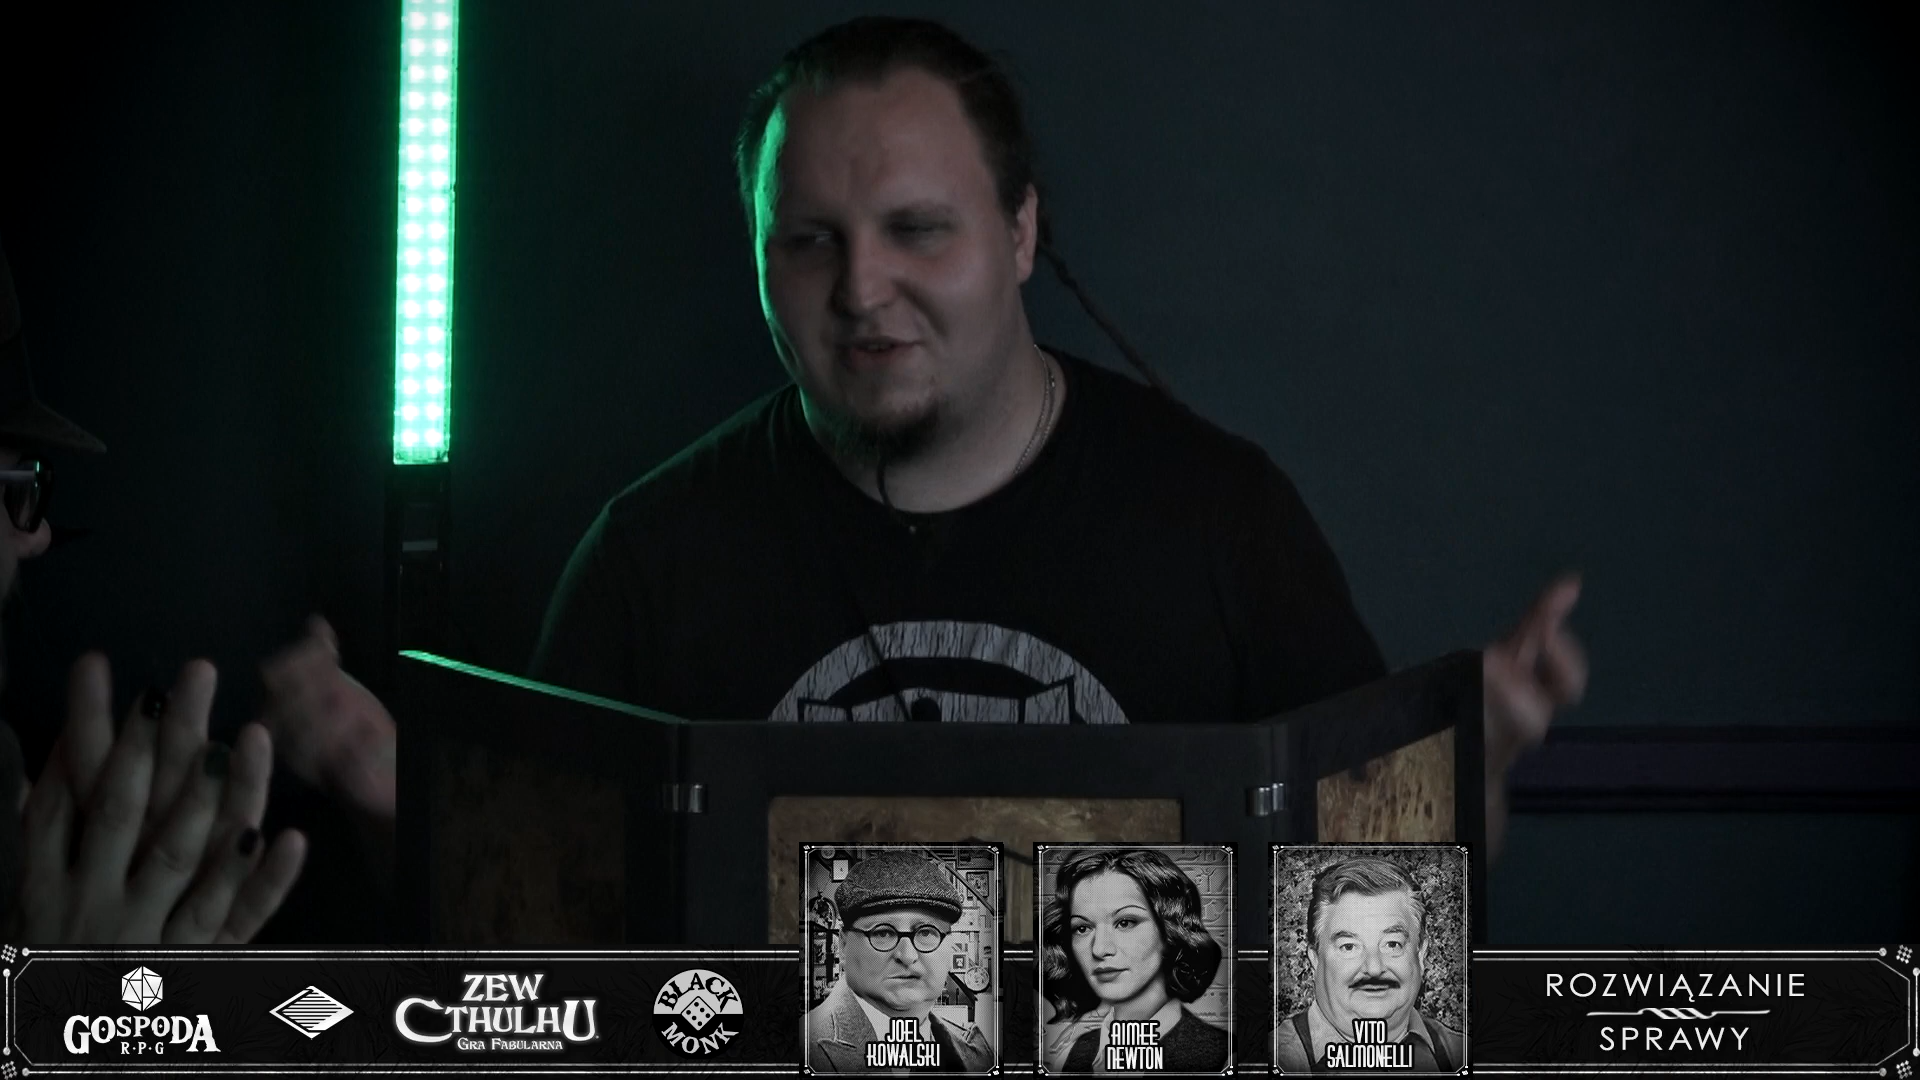 GOSPODA
R·P·G
ZEW
CTHULHU
GRA FABULARNA
BLACK
MONK
JOEL
KOWALSKI
AIMEE
NEWTON
VITO
SALMONELLI
ROZWIĄZANIE
SPRAWY